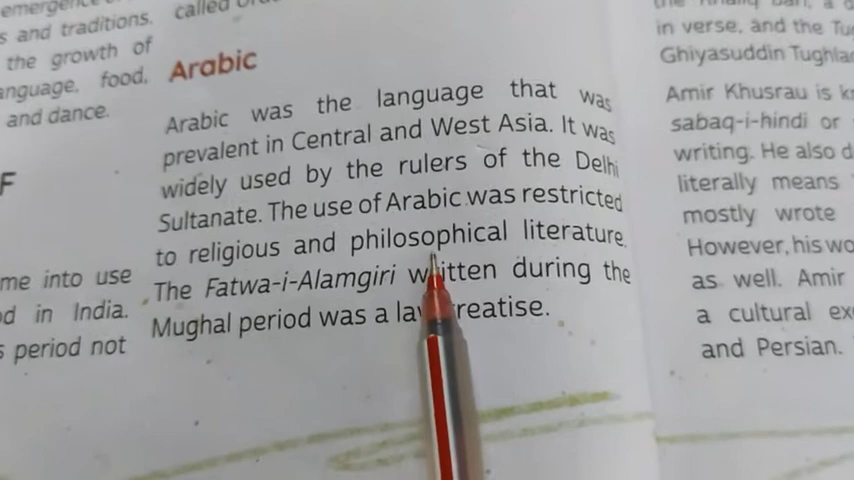 s and traditions.
the growth of
anguage, food,
and dance.
F
me into use
d in India.
s period not
called
Arabic
Arabic was the language that was
prevalent in Central and West Asia. It was
widely used by the rulers of the Delhi
Sultanate. The use of Arabic was restricted
to religious and philosophical literature.
The Fatwa-i-Alamgiri written during the
Mughal period was a law treatise.
in verse, and the Tu
Ghiyasuddin Tughla
Amir Khusrau is k
sabaq-i-hindi or
writing. He also d
literally means
mostly wrote
However, his wo
as well. Amir
a cultural ex
and Persian.